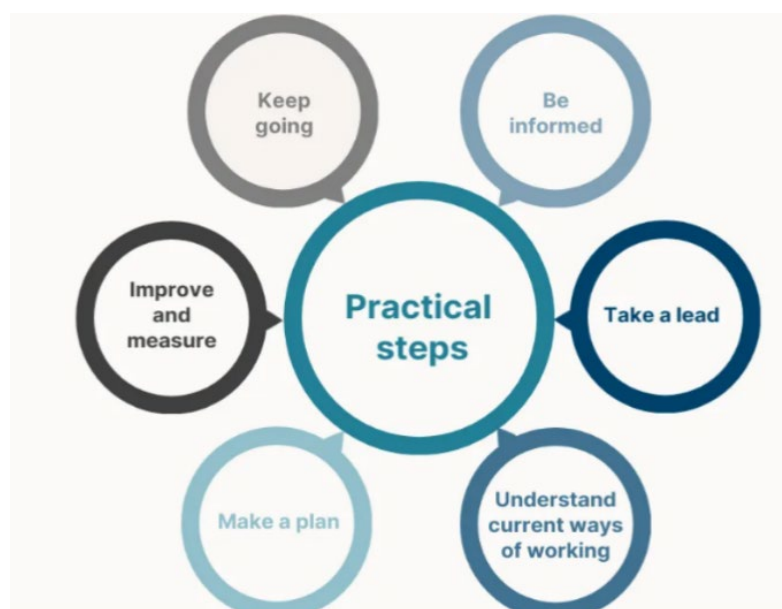 Keep
going
Be
informed
Improve
and
measure
Practical
steps
Take a lead
Make a plan
Understand
current ways
of working